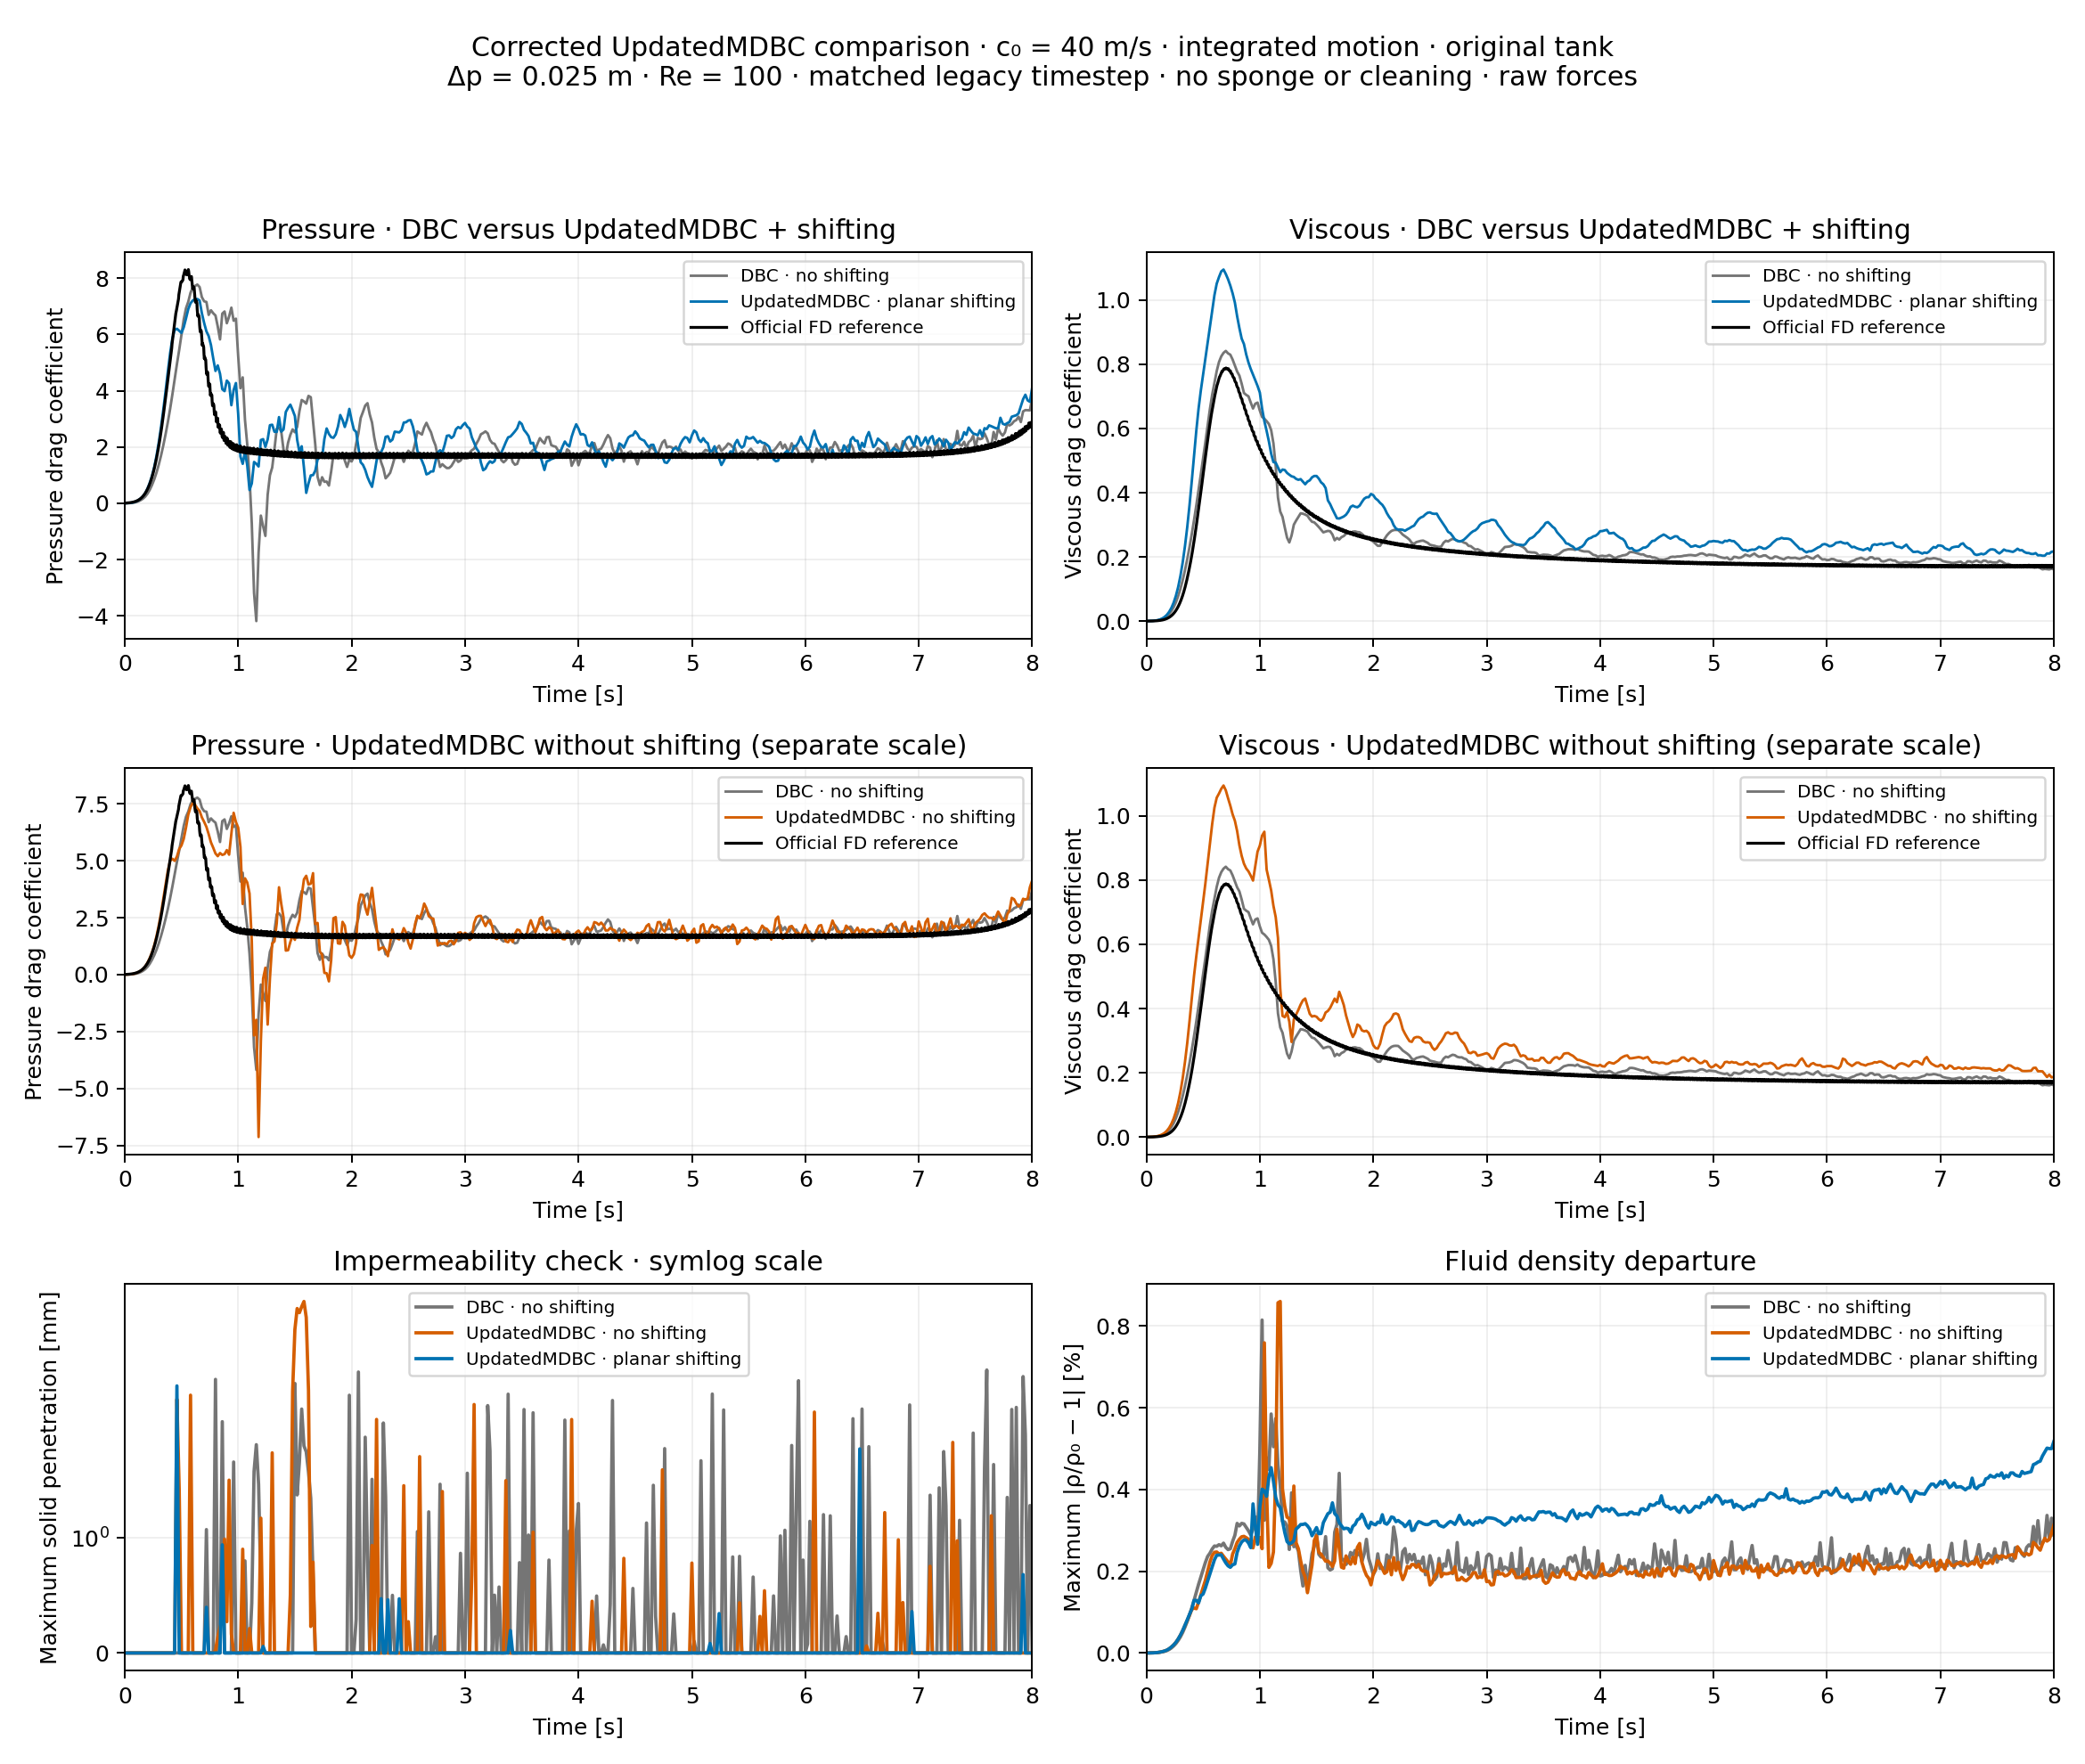 Corrected UpdatedMDBC comparison · c₀ = 40 m/s · integrated motion · original tank
Δp = 0.025 m · Re = 100 · matched legacy timestep · no sponge or cleaning · raw forces
Pressure · DBC versus UpdatedMDBC + shifting
Pressure drag coefficient
8
6
4
2
0
−2
−4
DBC · no shifting
UpdatedMDBC · planar shifting
Official FD reference
0 1 2 3 4 5 6 7 8
Time [s]
Viscous · DBC versus UpdatedMDBC + shifting
Viscous drag coefficient
1.0
0.8
0.6
0.4
0.2
0.0
DBC · no shifting
UpdatedMDBC · planar shifting
Official FD reference
0 1 2 3 4 5 6 7 8
Time [s]
Pressure · UpdatedMDBC without shifting (separate scale)
Pressure drag coefficient
7.5
5.0
2.5
0.0
−2.5
−5.0
−7.5
DBC · no shifting
UpdatedMDBC · no shifting
Official FD reference
0 1 2 3 4 5 6 7 8
Time [s]
Viscous · UpdatedMDBC without shifting (separate scale)
Viscous drag coefficient
1.0
0.8
0.6
0.4
0.2
0.0
DBC · no shifting
UpdatedMDBC · no shifting
Official FD reference
0 1 2 3 4 5 6 7 8
Time [s]
Impermeability check · symlog scale
Maximum solid penetration [mm]
10⁰
0
DBC · no shifting
UpdatedMDBC · no shifting
UpdatedMDBC · planar shifting
0 1 2 3 4 5 6 7 8
Time [s]
Fluid density departure
Maximum |ρ/ρ₀ − 1| [%]
0.8
0.6
0.4
0.2
0.0
DBC · no shifting
UpdatedMDBC · no shifting
UpdatedMDBC · planar shifting
0 1 2 3 4 5 6 7 8
Time [s]